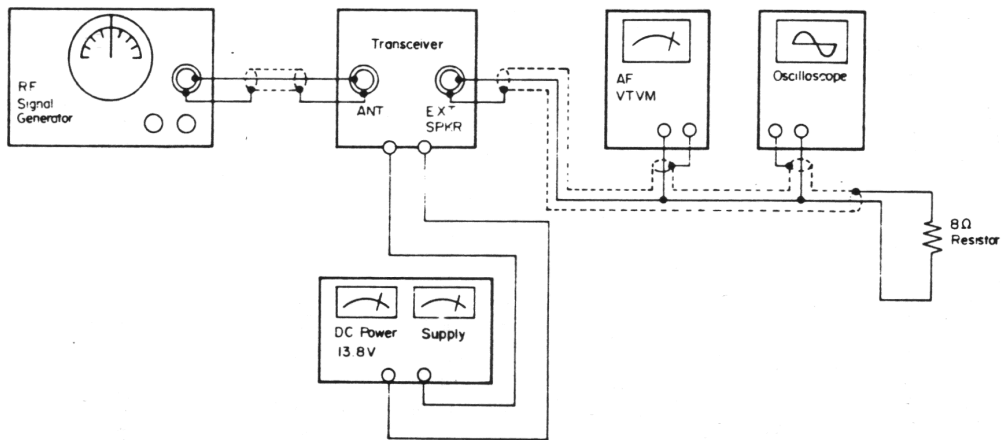 RF
Signal
Generator
Transceiver
ANT
EXT
SPKR
AF
VTVM
Oscilloscope
8Ω
Resistor
DC Power Supply
13.8V